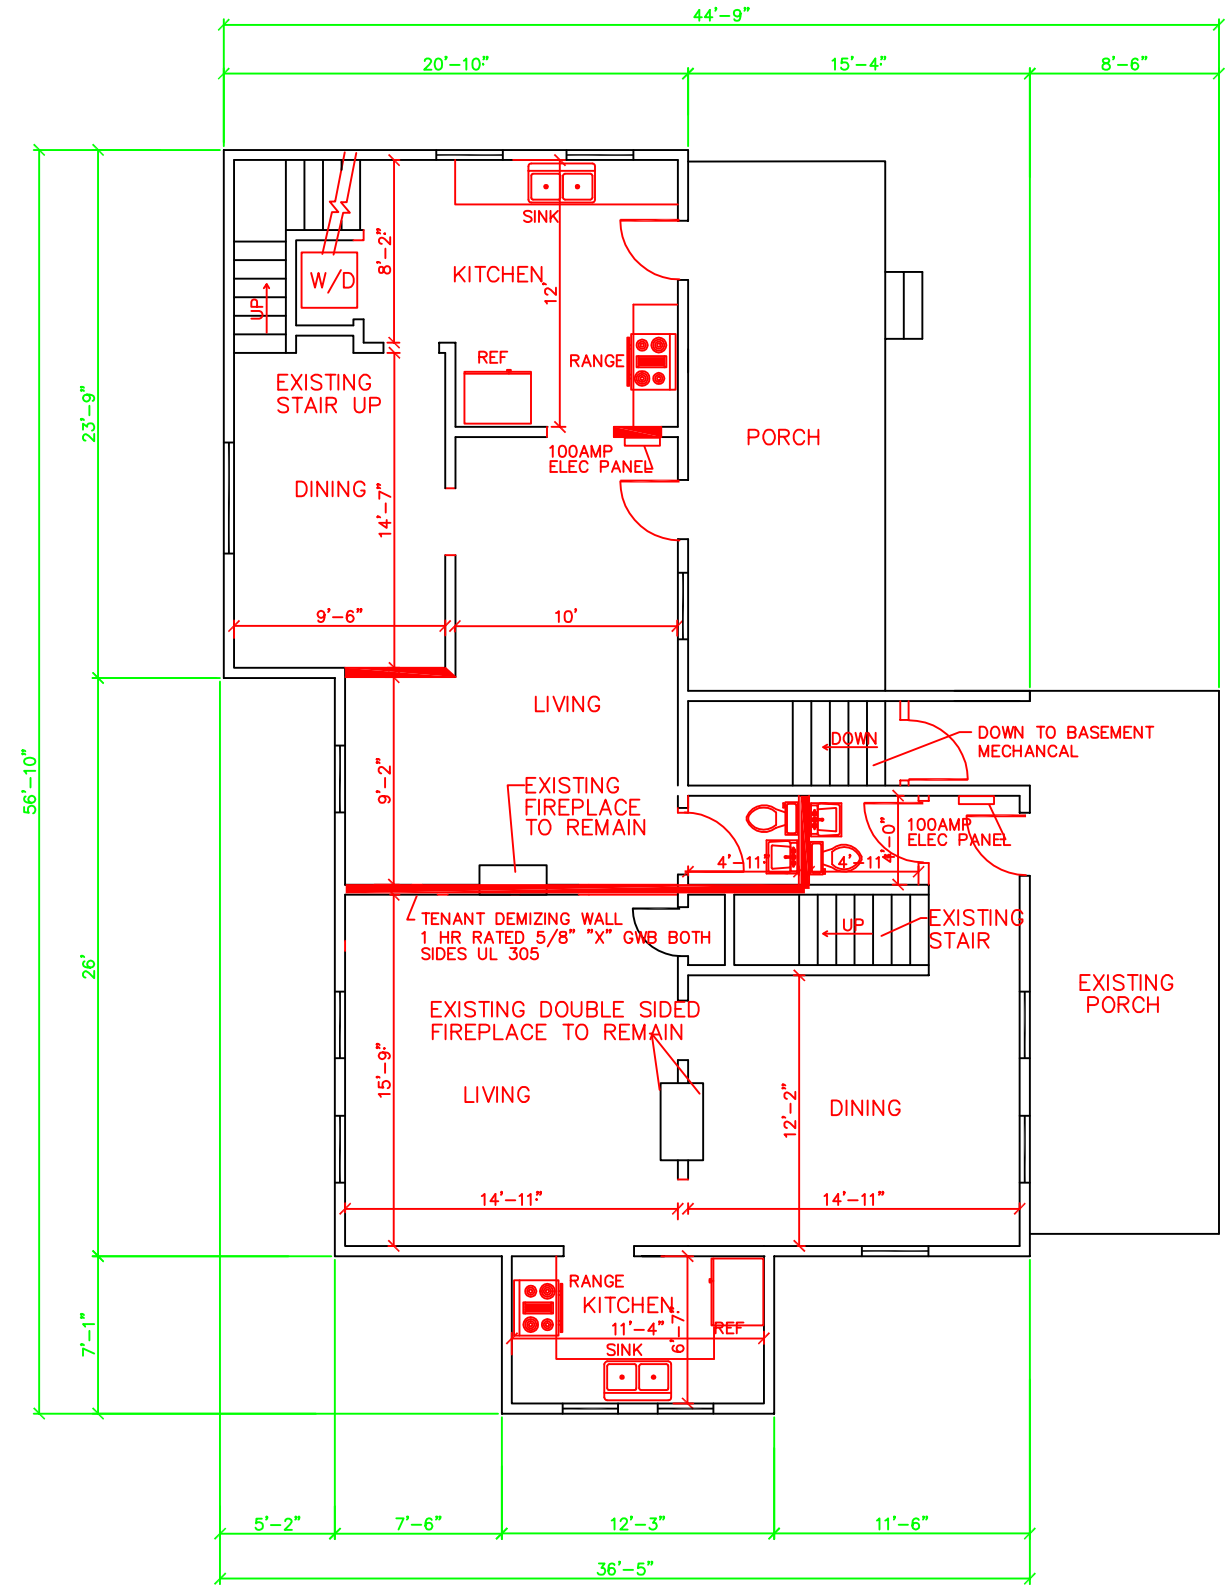 44'-9"
20'-10"
15'-4"
8'-6"
SINK
8'-2"
KITCHEN
12'
W/D
UP
REF
RANGE
EXISTING
STAIR UP
23'-9"
PORCH
100AMP
ELEC PANEL
DINING
14'-7"
9'-6"
10'
LIVING
DOWN
DOWN TO BASEMENT
MECHANCAL
56'-10"
9'-2"
EXISTING
FIREPLACE
TO REMAIN
100AMP
ELEC PANEL
4'-0"
4'-11"
4'-11"
TENANT DEMIZING WALL
1 HR RATED 5/8" "X" GWB BOTH
SIDES UL 305
UP
EXISTING
STAIR
26'
EXISTING
PORCH
EXISTING DOUBLE SIDED
FIREPLACE TO REMAIN
15'-9"
LIVING
12'-2"
DINING
14'-11"
14'-11"
RANGE
KITCHEN
11'-4"
6'-7"
REF
SINK
7'-1"
5'-2"
7'-6"
12'-3"
11'-6"
36'-5"